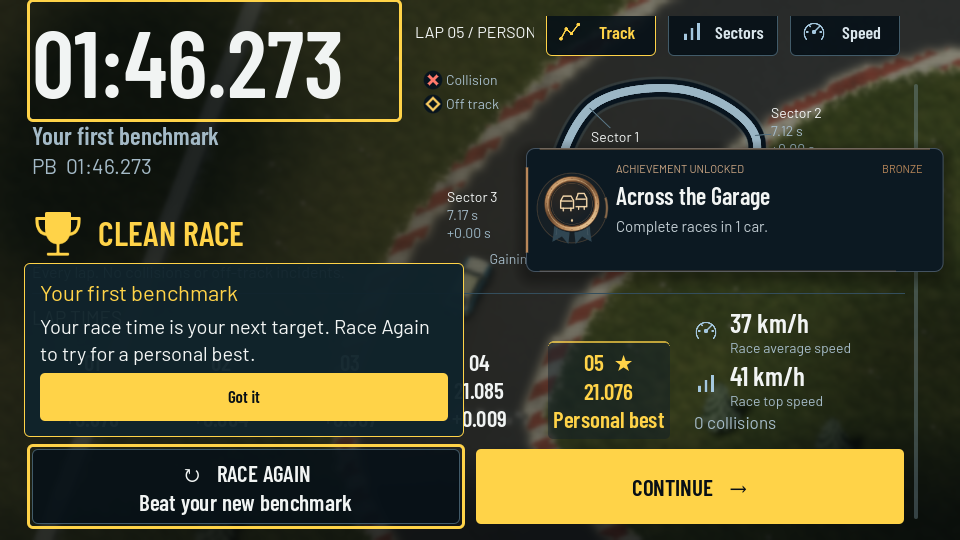 01:46.273
Your first benchmark
PB 01:46.273
CLEAN RACE
LAP 05 / PERSON
Track
Sectors
Speed
Collision
Off track
Sector 1
Sector 2
7.12 s
Sector 3
7.17 s
+0.00 s
Gainin
ACHIEVEMENT UNLOCKED
BRONZE
Across the Garage
Complete races in 1 car.
Your first benchmark
Your race time is your next target. Race Again
to try for a personal best.
Got it
04
21.085
0.009
05 ★
21.076
Personal best
37 km/h
Race average speed
41 km/h
Race top speed
0 collisions
↻ RACE AGAIN
Beat your new benchmark
CONTINUE →